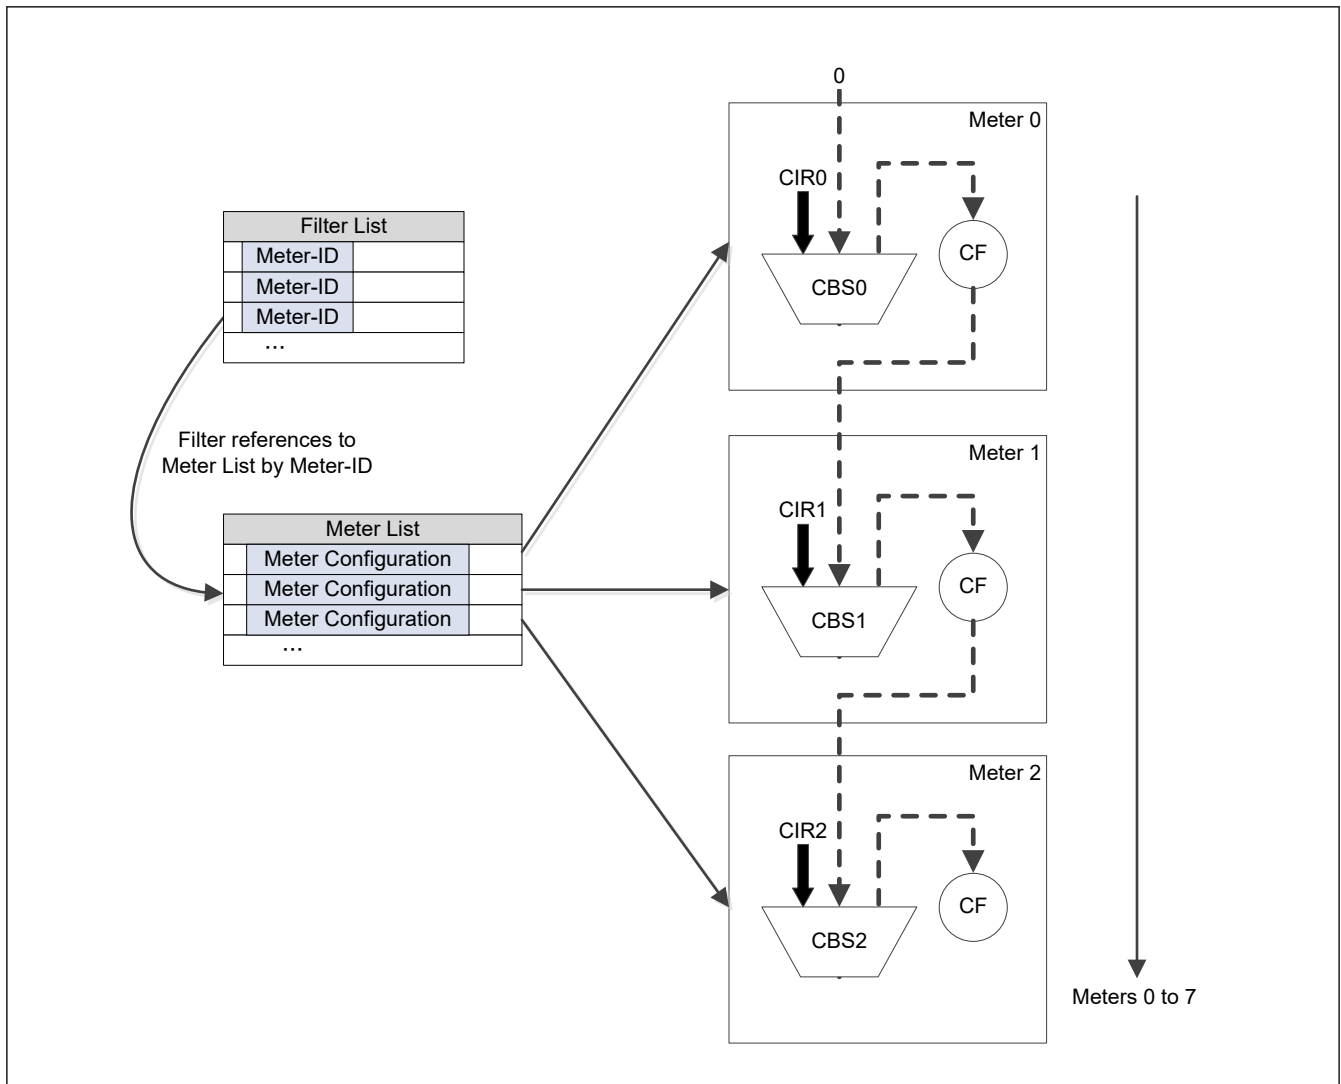 Filter List
Meter-ID
Meter-ID
Meter-ID
...
Filter references to
Meter List by Meter-ID
Meter List
Meter Configuration
Meter Configuration
Meter Configuration
...
0
Meter 0
CIR0
CF
CBS0
Meter 1
CIR1
CF
CBS1
Meter 2
CIR2
CF
CBS2
Meters 0 to 7